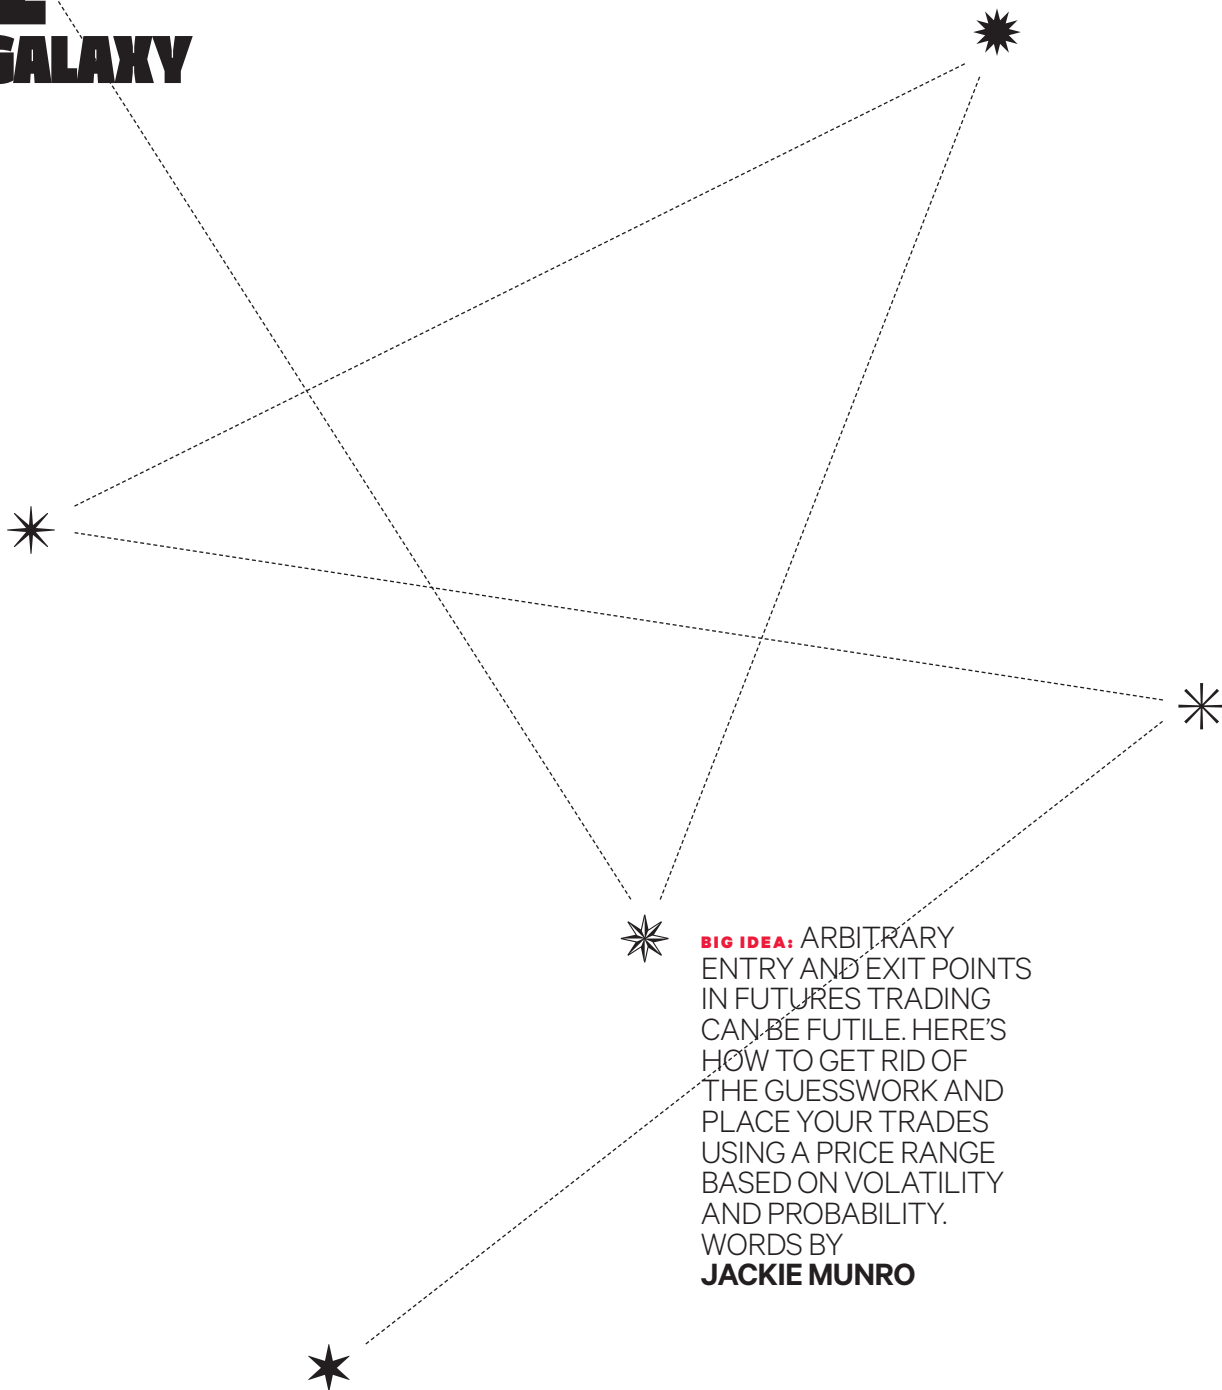 GALAXY
BIG IDEA: ARBITRARY
ENTRY AND EXIT POINTS
IN FUTURES TRADING
CAN BE FUTILE. HERE’S
HOW TO GET RID OF
THE GUESSWORK AND
PLACE YOUR TRADES
USING A PRICE RANGE
BASED ON VOLATILITY
AND PROBABILITY.
WORDS BY
JACKIE MUNRO